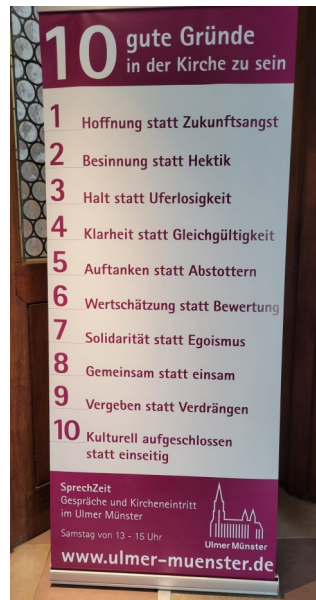 10 gute Gründe
in der Kirche zu sein
1 Hoffnung statt Zukunftsangst
2 Besinnung statt Hektik
3 Halt statt Uferlosigkeit
4 Klarheit statt Gleichgültigkeit
5 Auftanken statt Abstottern
6 Wertschätzung statt Bewertung
7 Solidarität statt Egoismus
8 Gemeinsam statt einsam
9 Vergeben statt Verdrängen
10 Kulturell aufgeschlossen
statt einseitig
SprechZeit
Gespräche und Kircheneintritt
im Ulmer Münster
Samstag von 13 - 15 Uhr
Ulmer Münster
www.ulmer-muenster.de